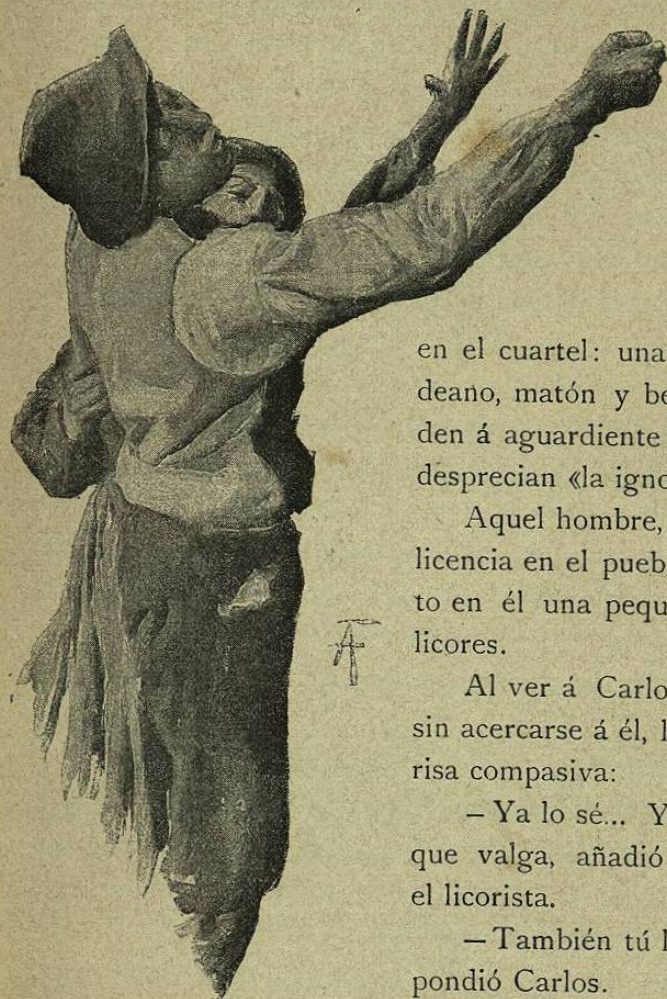 en el cuartel: una
deano, matón y be
den á aguardiente
desprecian «la igno
Aquel hombre,
licencia en el pueb
to en él una pequ
licores.
Al ver á Carlo
sin acercarse á él, l
risa compasiva:
– Ya lo sé... Y
que valga, añadió
el licorista.
– También tú l
pondió Carlos.